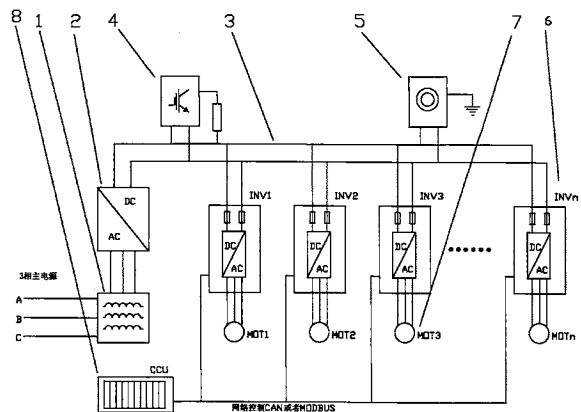 8 1 2 4 3 5 7 6
DC
AC
INV1
INV2
INV3
INVn
DC
AC
DC
AC
DC
AC
DC
AC
3相主电源
A
B
C
MOT1
MOT2
MOT3
MOTn
CCU
网络控制CAN或者MODBUS